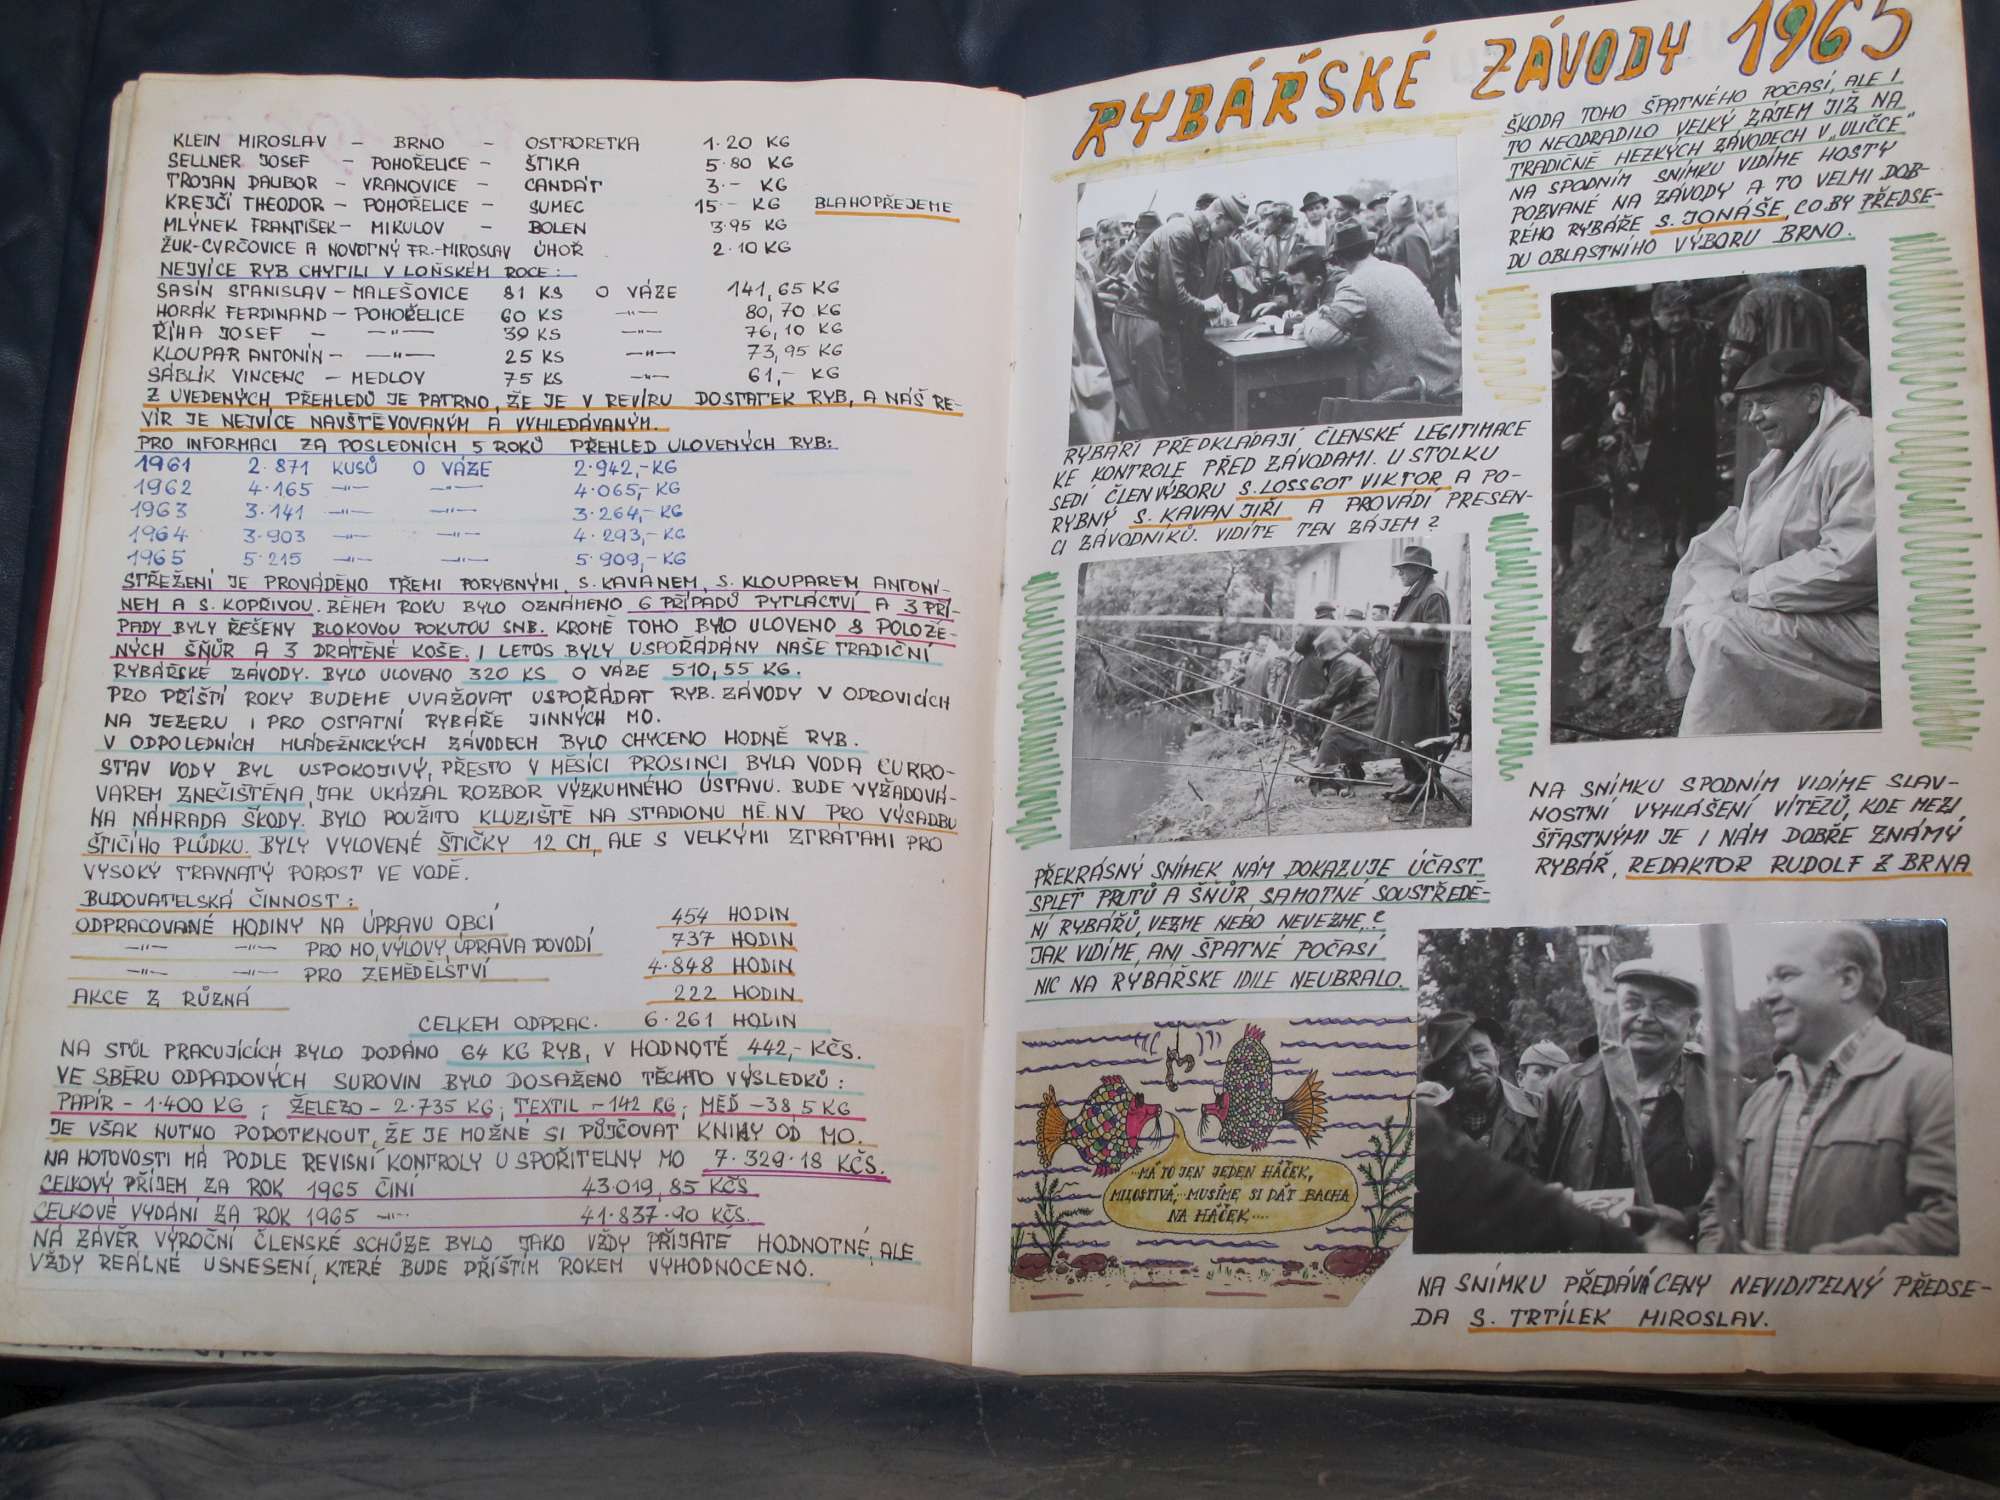 KLEIN MIROSLAV - BRNO - OSTRORETKA 1.20 KG
SELLNER JOSEF - POHOŘELICE - ŠTIKA 5.80 KG
TROJAN DALIBOR - VRANOVICE - CANDÁT 3.- KG
KREJČÍ THEODOR - POHOŘELICE - SUMEC 15.- KG BLAHOPŘEJEME
MLÝNEK FRANTIŠEK - MIKULOV - BOLEN 3.95 KG
ŽUK-CVRČOVICE A NOVOTNÝ FR.-MIROSLAV ÚHOŘ 2.10 KG
NEJVÍCE RYB CHYTILI V LOŇSKÉM ROCE:
SASÍN STANISLAV - MALEŠOVICE 81 KS O VÁZE 141,65 KG
HORÁK FERDINAND - POHOŘELICE 60 KS -"- 80,70 KG
ŘÍHA JOSEF - -"- 39 KS -"- 76,10 KG
KLOUPAR ANTONÍN - -"- 25 KS -"- 73,95 KG
SÁBLÍK VINCENC - MEDLOV 75 KS -"- 61,- KG
Z UVEDENÝCH PŘEHLEDŮ JE PATRNO, ŽE JE V REVÍRU DOSTATEK RYB, A NÁŠ RE-
VÍR JE NEJVÍCE NAVŠTĚVOVANÝM A VYHLEDÁVANÝM.
PRO INFORMACI ZA POSLEDNÍCH 5 ROKŮ PŘEHLED ULOVENÝCH RYB:
1961 2.871 KUSŮ O VÁZE 2.942,- KG
1962 4.165 -"- -"- 4.065,- KG
1963 3.141 -"- -"- 3.264,- KG
1964 3.903 -"- -"- 4.293,- KG
1965 5.215 -"- -"- 5.909,- KG
STŘEŽENÍ JE PROVÁDĚNO TŘEMI PORYBNÝMI, S. KAVANEM, S. KLOUPAREM ANTONÍ-
NEM A S. KOPŘIVOU. BĚHEM ROKU BYLO OZNÁMENO 6 PŘÍPADŮ PYTLÁCTVÍ A 3 PŘÍ-
PADY BYLY ŘEŠENY BLOKOVOU POKUTOU SNB. KROMĚ TOHO BYLO ULOVENO 8 POLOŽE-
NÝCH ŠŇŮR A 3 DRÁTĚNÉ KOŠE. I LETOS BYLY USPOŘÁDÁNY NAŠE TRADIČNÍ
RYBÁŘSKÉ ZÁVODY. BYLO ULOVENO 320 KS O VÁZE 510,55 KG.
PRO PŘÍŠTÍ ROKY BUDEME UVAŽOVAT USPOŘÁDAT RYB. ZÁVODY V ODROVICÍCH
NA JEZERU I PRO OSTATNÍ RYBÁŘE JINNÝCH MO.
V ODPOLEDNÍCH MLÁDEŽNICKÝCH ZÁVODECH BYLO CHYCENO HODNĚ RYB.
STAV VODY BYL USPOKOJIVÝ, PŘESTO V MĚSÍCI PROSINCI BYLA VODA CURRO-
VAREM ZNEČIŠTĚNA, JAK UKÁZAL ROZBOR VÝZKUMNÉHO ÚSTAVU. BUDE VYŽADOVÁ-
NA NÁHRADA ŠKODY. BYLO POUŽITO KLUZIŠTĚ NA STADIONU MĚ.NV PRO VÝSADBU
ŠTIČÍHO PLŮDKU. BYLY VYLOVENÉ ŠTIČKY 12 CM, ALE S VELKÝMI ZTRÁTAMI PRO
VYSOKÝ TRAVNATÝ POROST VE VODĚ.
BUDOVATELSKÁ ČINNOST:
ODPRACOVANÉ HODINY NA ÚPRAVU OBCÍ 454 HODIN
-"- -"- PRO MO, VÝLOVY, ÚPRAVA POVODÍ 737 HODIN
-"- -"- PRO ZEMĚDĚLSTVÍ 4.848 HODIN
AKCE Z RŮZNÁ 222 HODIN
CELKEM ODPRAC. 6.261 HODIN
NA STŮL PRACUJÍCÍCH BYLO DODÁNO 64 KG RYB, V HODNOTĚ 442,- KČS.
VE SBĚRU ODPADOVÝCH SUROVIN BYLO DOSAŽENO TĚCHTO VÝSLEDKŮ:
PAPÍR - 1.400 KG; ŽELEZO - 2.735 KG; TEXTIL - 142 KG; MĚĎ - 38,5 KG
JE VŠAK NUTNO PODOTKNOUT, ŽE JE MOŽNÉ SI PŮJČOVAT KNIHY OD MO.
NA HOTOVOSTI MÁ PODLE REVISNÍ KONTROLY U SPOŘITELNY MO 7.329.18 KČS.
CELKOVÝ PŘÍJEM ZA ROK 1965 ČINÍ 43.019,85 KČS
CELKOVÉ VYDÁNÍ ZA ROK 1965 -"- 41.837.90 KČS.
NA ZÁVĚR VÝROČNÍ ČLENSKÉ SCHŮZE BYLO JAKO VŽDY PŘIJATÉ HODNOTNÉ, ALE
VŽDY REÁLNÉ USNESENÍ, KTERÉ BUDE PŘÍŠTÍM ROKEM VYHODNOCENO.
RYBÁŘSKÉ ZÁVODY 1965
ŠKODA TOHO ŠPATNÉHO POČASÍ, ALE I
TO NEODRADILO VELKÝ ZÁJEM JIŽ NA
TRADIČNĚ HEZKÝCH ZÁVODECH V „ULIČCE"
NA SPODNÍM SNÍMKU VIDÍME HOSTY
POZVANÉ NA ZÁVODY A TO VELMI DOB-
RÉHO RYBÁŘE S. JONÁŠE, CO BY PŘEDSE-
DU OBLASTNÍHO VÝBORU BRNO.
RYBÁŘI PŘEDKLÁDAJÍ ČLENSKÉ LEGITIMACE
KE KONTROLE PŘED ZÁVODAMI. U STOLKU
SEDÍ ČLEN VÝBORU S. LOSSGOT VIKTOR A PO-
RYBNÝ S. KAVAN JIŘÍ A PROVÁDÍ PRESEN-
CI ZÁVODNÍKŮ. VIDÍTE TEN ZÁJEM?
NA SNÍMKU SPODNÍM VIDÍME SLAV-
NOSTNÍ VYHLÁŠENÍ VÍTĚZŮ, KDE MEZI
ŠŤASTNÝMI JE I NÁM DOBŘE ZNÁMÝ
RYBÁŘ, REDAKTOR RUDOLF Z BRNA
PŘEKRÁSNÝ SNÍMEK NÁM DOKAZUJE ÚČAST
SPLEŤ PRUTŮ A ŠŇŮR, SAMOTNÉ SOUSTŘEDĚ-
NÍ RYBÁŘŮ, VEZME NEBO NEVEZME,?
JAK VIDÍME, ANI ŠPATNÉ POČASÍ
NIC NA RYBÁŘSKÉ IDILE NEUBRALO.
..MÁ TO JEN JEDEN HÁČEK,
MILOSTIVÁ,..MUSÍME SI DÁT BACHA
NA HÁČEK....
NA SNÍMKU PŘEDÁVÁ CENY NEVIDITELNÝ PŘEDSE-
DA S. TRTÍLEK MIROSLAV.